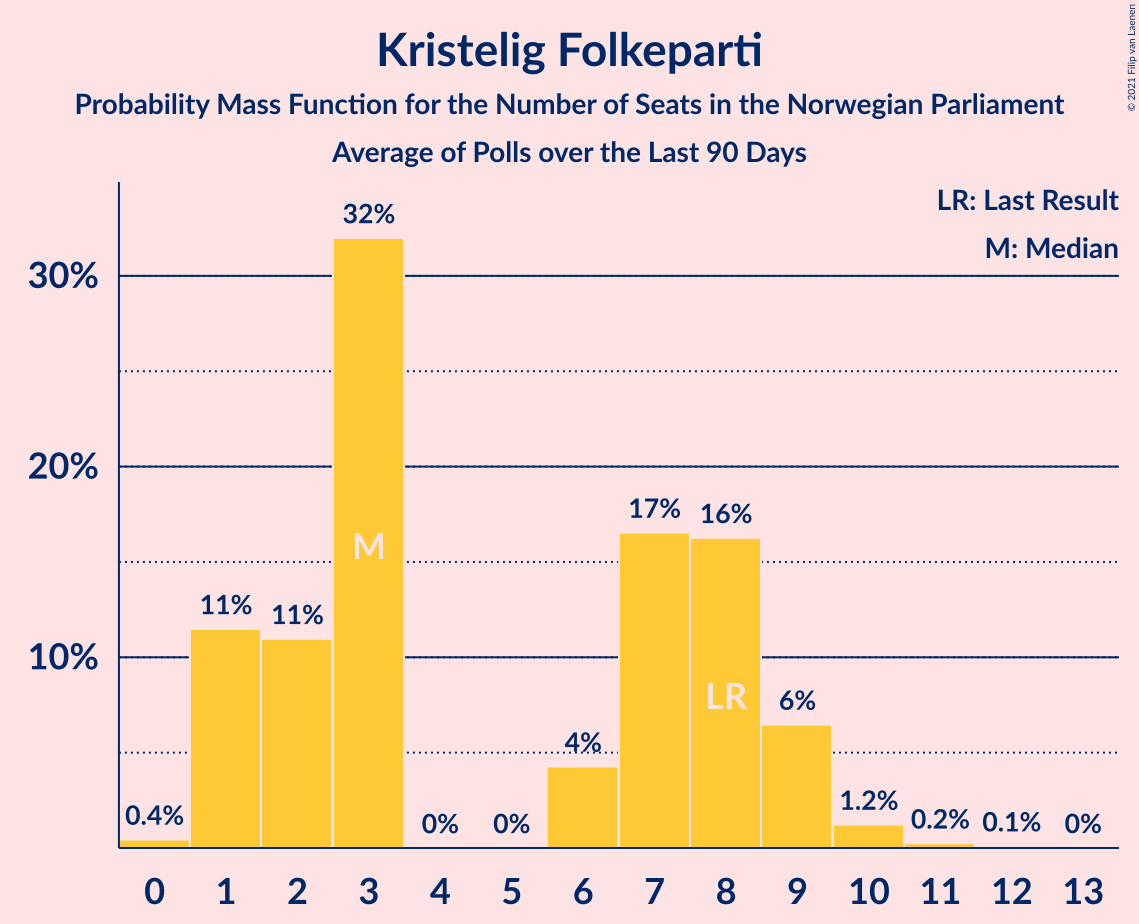 Kristelig Folkeparti
Probability Mass Function for the Number of Seats in the Norwegian Parliament
Average of Polls over the Last 90 Days
© 2021 Filip van Laenen
LR: Last Result
M: Median
30%
20%
10%
0.4%
11%
11%
32%
0%
0%
4%
17%
16%
6%
1.2%
0.2%
0.1%
0%
M
LR
0 1 2 3 4 5 6 7 8 9 10 11 12 13